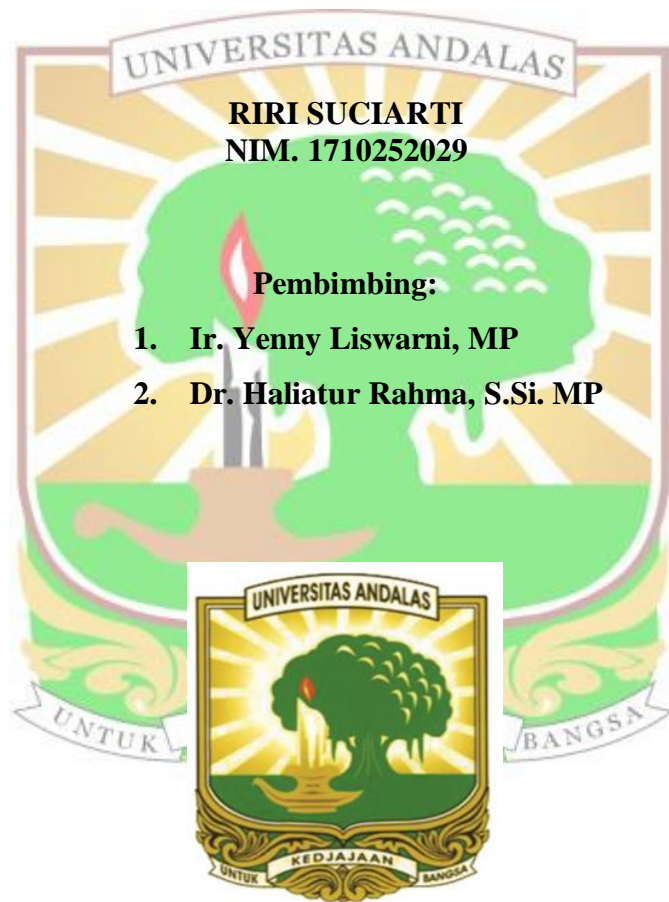 UNIVERSITAS ANDALAS
RIRI SUCIARTI
NIM. 1710252029
Pembimbing:
1. Ir. Yenny Liswarni, MP
2. Dr. Haliatur Rahma, S.Si. MP
UNIVERSITAS ANDALAS
UNTUK BANGSA
KEDJAJAAN
UNTUK BANGSA